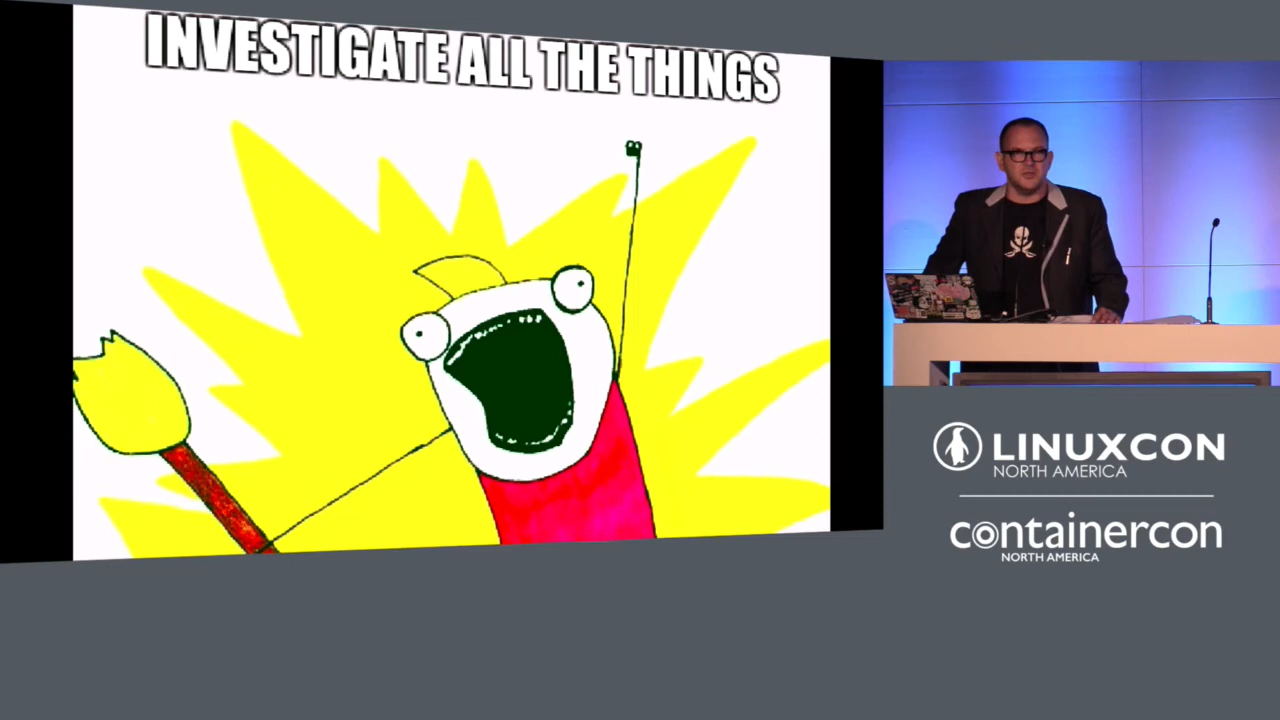 INVESTIGATE ALL THE THINGS
LINUXCON
NORTH AMERICA
containercon
NORTH AMERICA